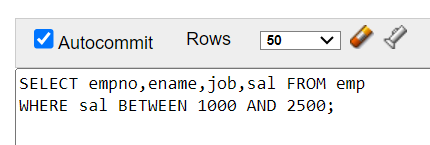 Autocommit Rows 50
SELECT empno,ename,job,sal FROM emp
WHERE sal BETWEEN 1000 AND 2500;